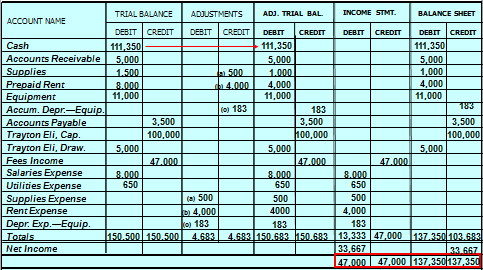 ACCOUNT NAME TRIAL BALANCE ADJUSTMENTS ADJ. TRIAL BAL. INCOME STMT. BALANCE SHEET
DEBIT CREDIT DEBIT CREDIT DEBIT CREDIT DEBIT CREDIT DEBIT CREDIT
Cash 111,350 111,350 111,350
Accounts Receivable 5,000 5,000 5,000
Supplies 1.500 (a) 500 1,000 1,000
Prepaid Rent 8,000 (b) 4,000 4,000 4,000
Equipment 11,000 11,000 11,000
Accum. Depr.—Equip. (c) 183 183 183
Accounts Payable 3,500 3,500 3,500
Trayton Eli, Cap. 100,000 100,000 100,000
Trayton Eli, Draw. 5,000 5,000 5,000
Fees Income 47,000 47,000 47,000
Salaries Expense 8,000 8,000 8,000
Utilities Expense 650 650 650
Supplies Expense (a) 500 500 500
Rent Expense (b) 4,000 4000 4,000
Depr. Exp.—Equip. (c) 183 183 183
Totals 150,500 150,500 4,683 4,683 150,683 150,683 13,333 47,000 137,350 103,683
Net Income 33,667 33,667
47,000 47,000 137,350 137,350